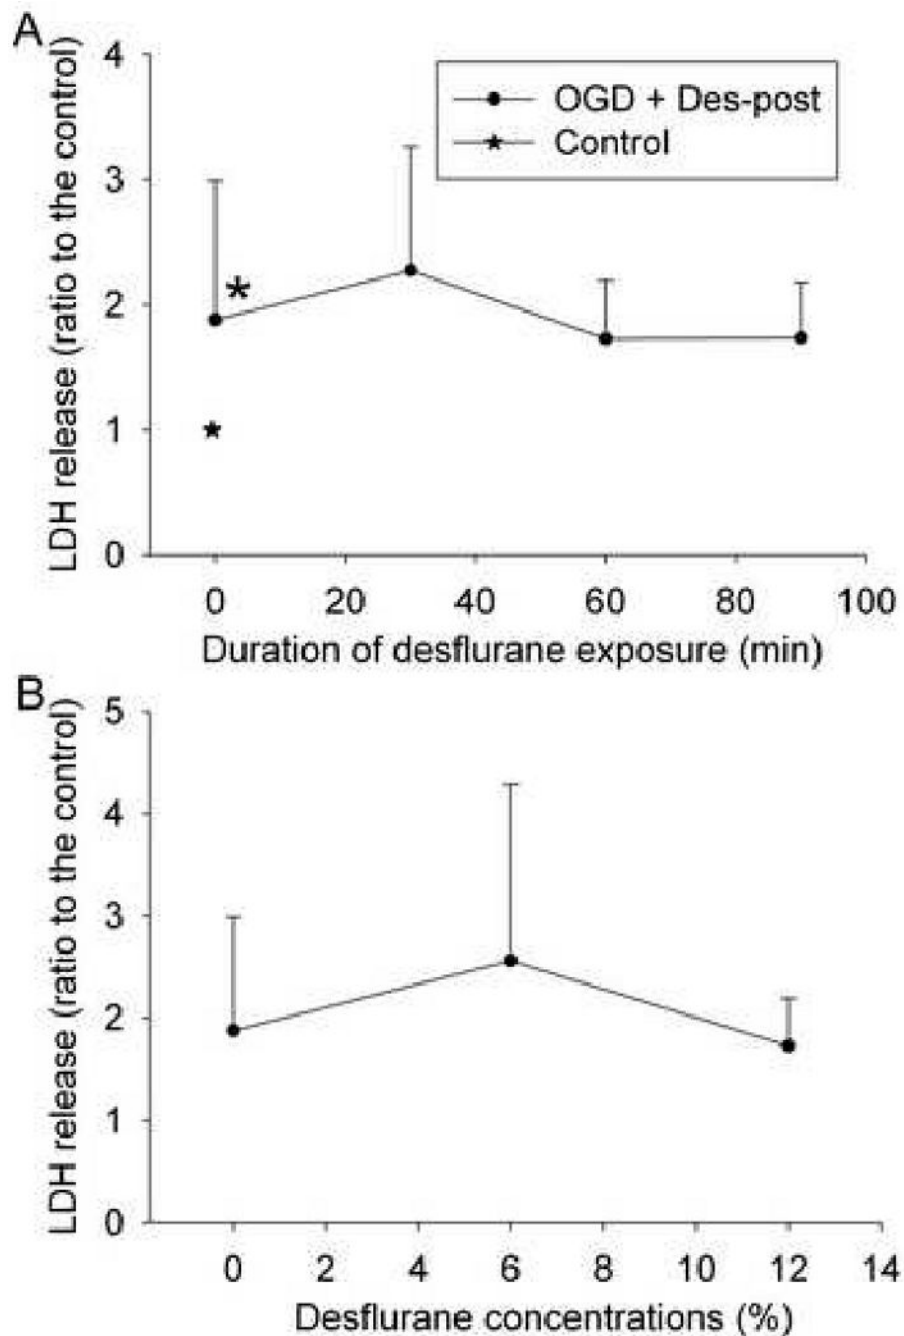 A
LDH release (ratio to the control)
4
3
2
1
0
OGD + Des-post
Control
*
0 20 40 60 80 100
Duration of desflurane exposure (min)
B
LDH release (ratio to the control)
5
4
3
2
1
0
0 2 4 6 8 10 12 14
Desflurane concentrations (%)